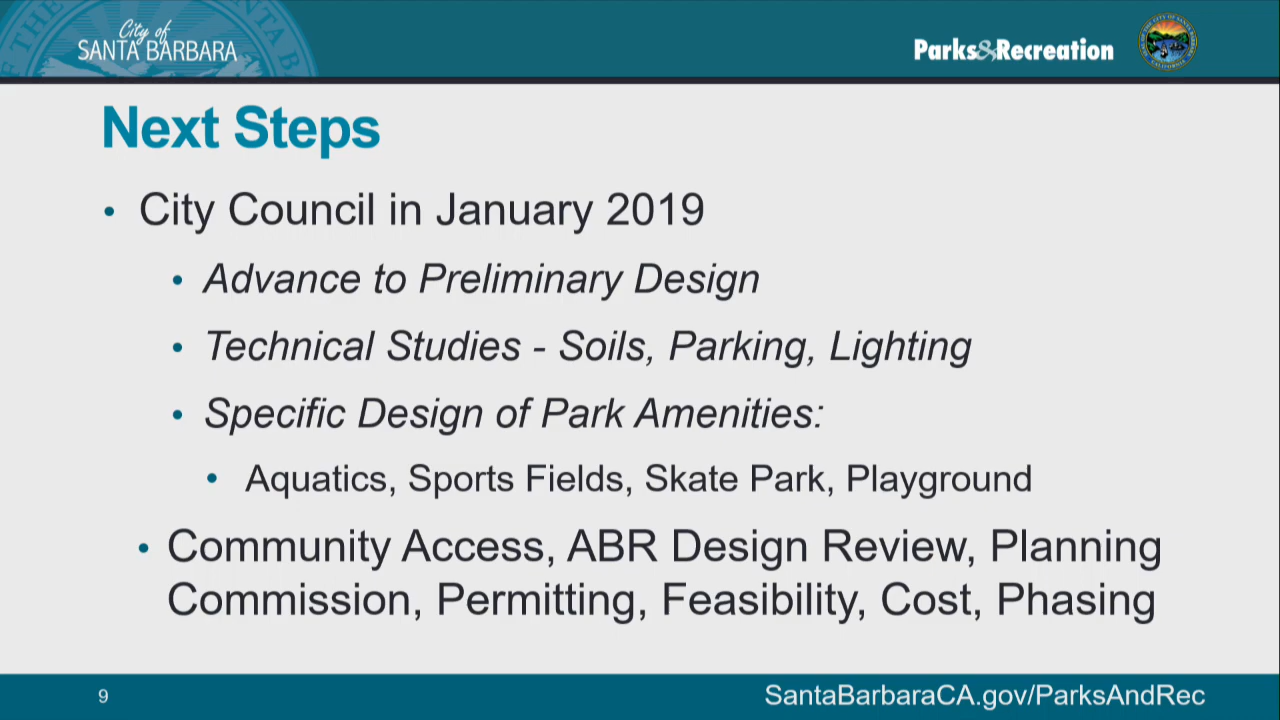 City of
SANTA BARBARA
Parks&Recreation
Next Steps
• City Council in January 2019
• Advance to Preliminary Design
• Technical Studies - Soils, Parking, Lighting
• Specific Design of Park Amenities:
• Aquatics, Sports Fields, Skate Park, Playground
• Community Access, ABR Design Review, Planning
Commission, Permitting, Feasibility, Cost, Phasing
9
SantaBarbaraCA.gov/ParksAndRec